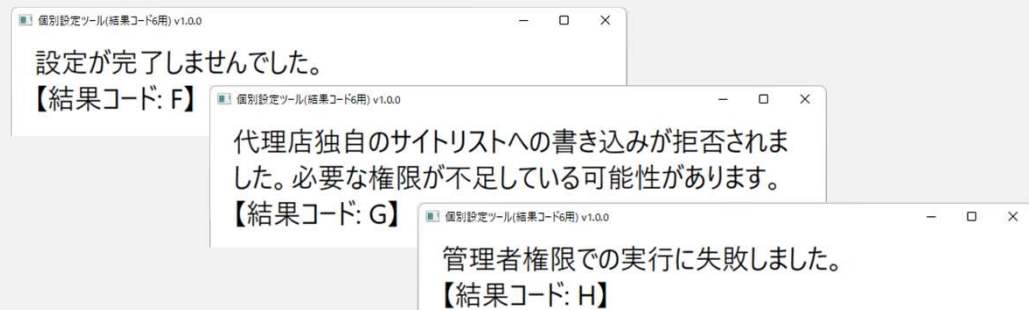 個別設定ツール(結果コード6用) v1.0.0
設定が完了しませんでした。
【結果コード: F】
個別設定ツール(結果コード6用) v1.0.0
代理店独自のサイトリストへの書き込みが拒否されま
した。必要な権限が不足している可能性があります。
【結果コード: G】
個別設定ツール(結果コード6用) v1.0.0
管理者権限での実行に失敗しました。
【結果コード: H】